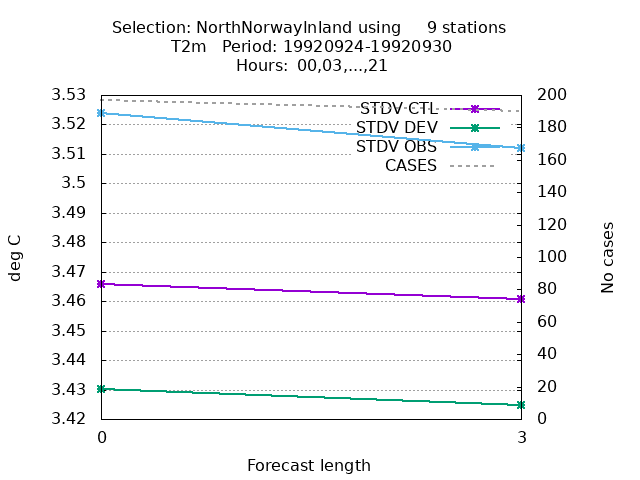 Selection: NorthNorwayInland using     9 stations
T2m   Period: 19920924-19920930
Hours:  00,03,...,21
3.53
3.52
3.51
3.5
3.49
3.48
3.47
3.46
3.45
3.44
3.43
3.42
deg C
STDV CTL
STDV DEV
STDV OBS
CASES
200
180
160
140
120
100
80
60
40
20
0
No cases
0
3
Forecast length